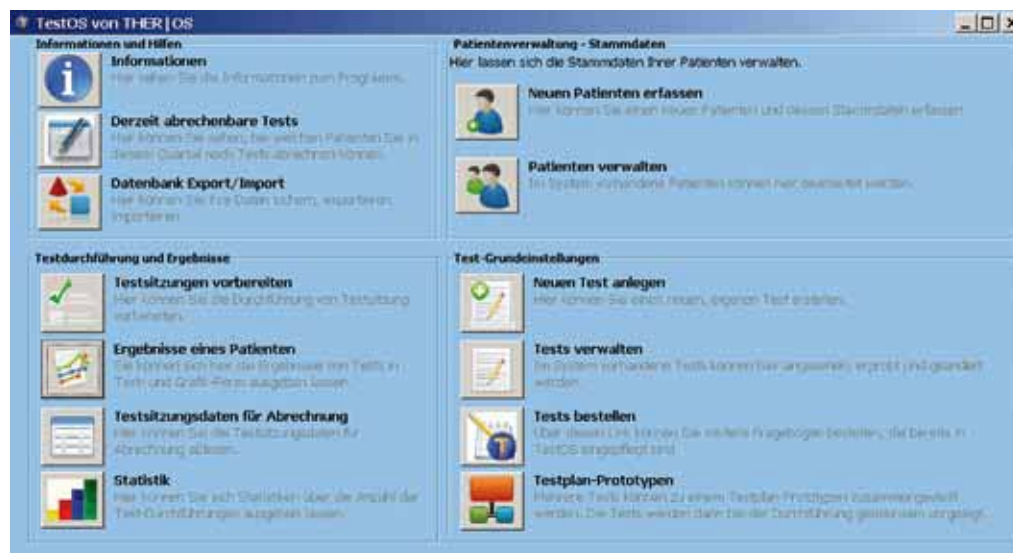 TestOS von THER|OS
Informationen und Hilfen
Informationen
Hier sehen Sie die Informationen zum Programm.
Derzeit abrechenbare Tests
Hier können Sie sehen, bei welchen Patienten Sie in
diesem Quartal noch Tests abrechnen können.
Datenbank Export/Import
Hier können Sie Ihre Daten sichern, exportieren,
importieren
Patientenverwaltung - Stammdaten
Hier lassen sich die Stammdaten Ihrer Patienten verwalten.
Neuen Patienten erfassen
Hier können Sie einen neuen Patienten und dessen Stammdaten erfassen
Patienten verwalten
Im System vorhandene Patienten können hier bearbeitet werden.
Testdurchführung und Ergebnisse
Testsitzungen vorbereiten
Hier können Sie die Durchführung von Testsitzung
vorbereiten.
Ergebnisse eines Patienten
Sie können sich hier die Ergebnisse von Tests in
Text- und Grafik-Form ausgeben lassen.
Testsitzungsdaten für Abrechnung
Hier können Sie die Testsitzungsdaten für
Abrechnung ablesen.
Statistik
Hier können Sie sich Statistiken über die Anzahl der
Test-Durchführungen ausgeben lassen.
Test-Grundeinstellungen
Neuen Test anlegen
Hier können Sie einen neuen, eigenen Test erstellen.
Tests verwalten
Im System vorhandene Tests können hier angesehen, erprobt und geändert
werden.
Tests bestellen
Über diesen Link können Sie weitere Fragebögen bestellen, die bereits in
TestOS eingepflegt sind
Testplan-Prototypen
Mehrere Tests können zu einem Testplan-Prototypen zusammengestellt
werden. Die Tests werden dann bei der Durchführung gemeinsam vorgelegt.